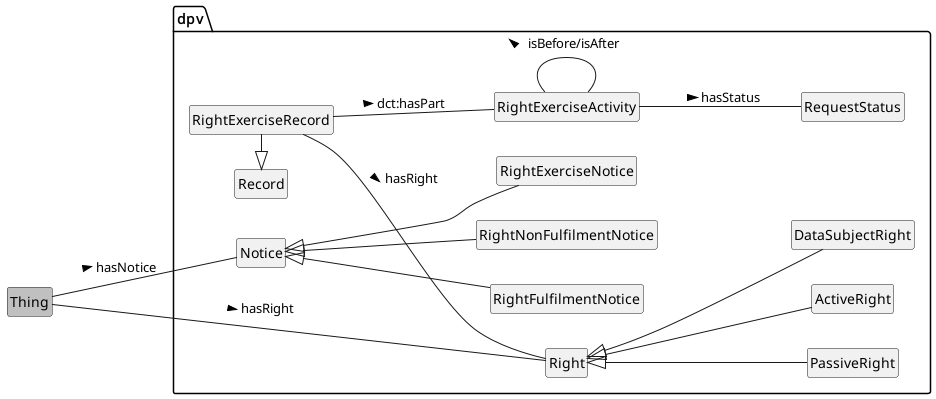 dpv
isBefore/isAfter
RightExerciseRecord
dct:hasPart
RightExerciseActivity
hasStatus
RequestStatus
Record
hasRight
RightExerciseNotice
Notice
RightNonFulfilmentNotice
DataSubjectRight
hasNotice
Thing
hasRight
RightFulfilmentNotice
ActiveRight
Right
PassiveRight